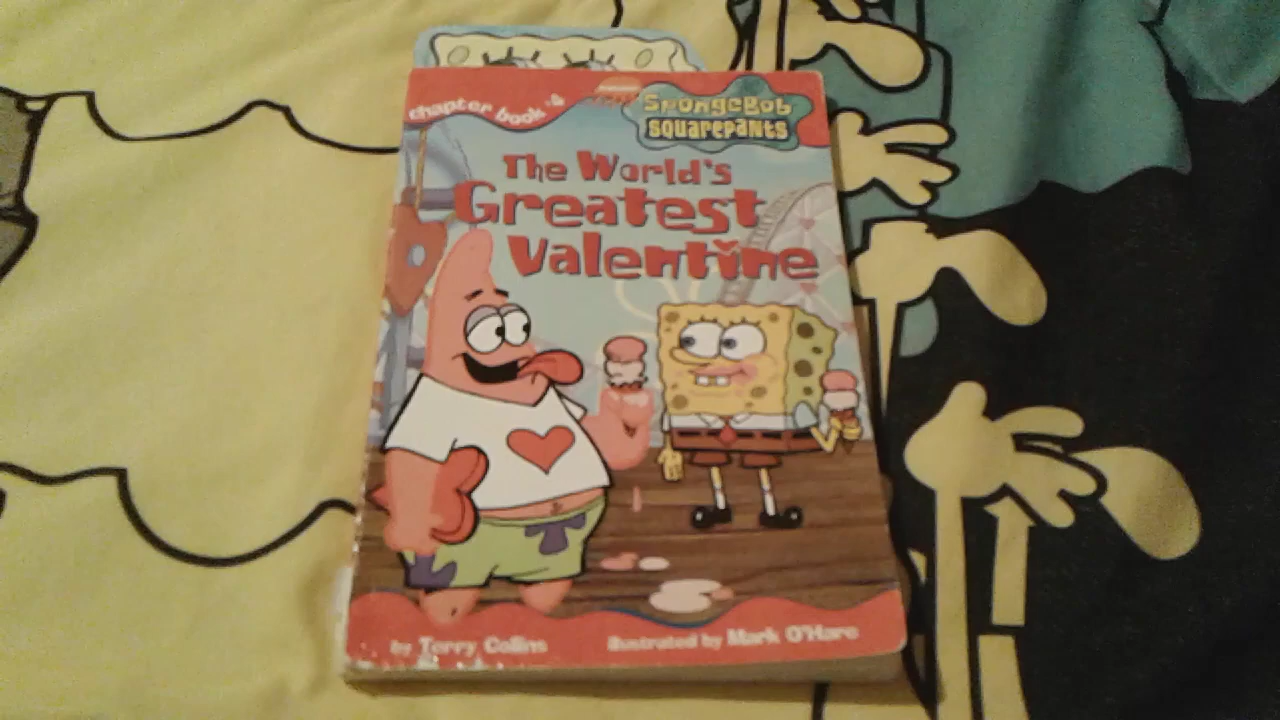 chapter book #4
SpongeBob
SquarePants
The World's
Greatest
Valentine
by Terry Collins
illustrated by Mark O'Hare